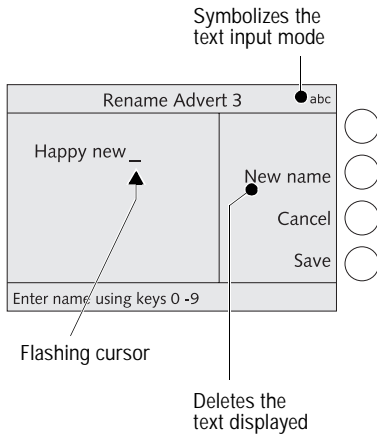 Symbolizes the
text input mode
Rename Advert 3
abc
Happy new_
New name
Cancel
Save
Enter name using keys 0 -9
Flashing cursor
Deletes the
text displayed